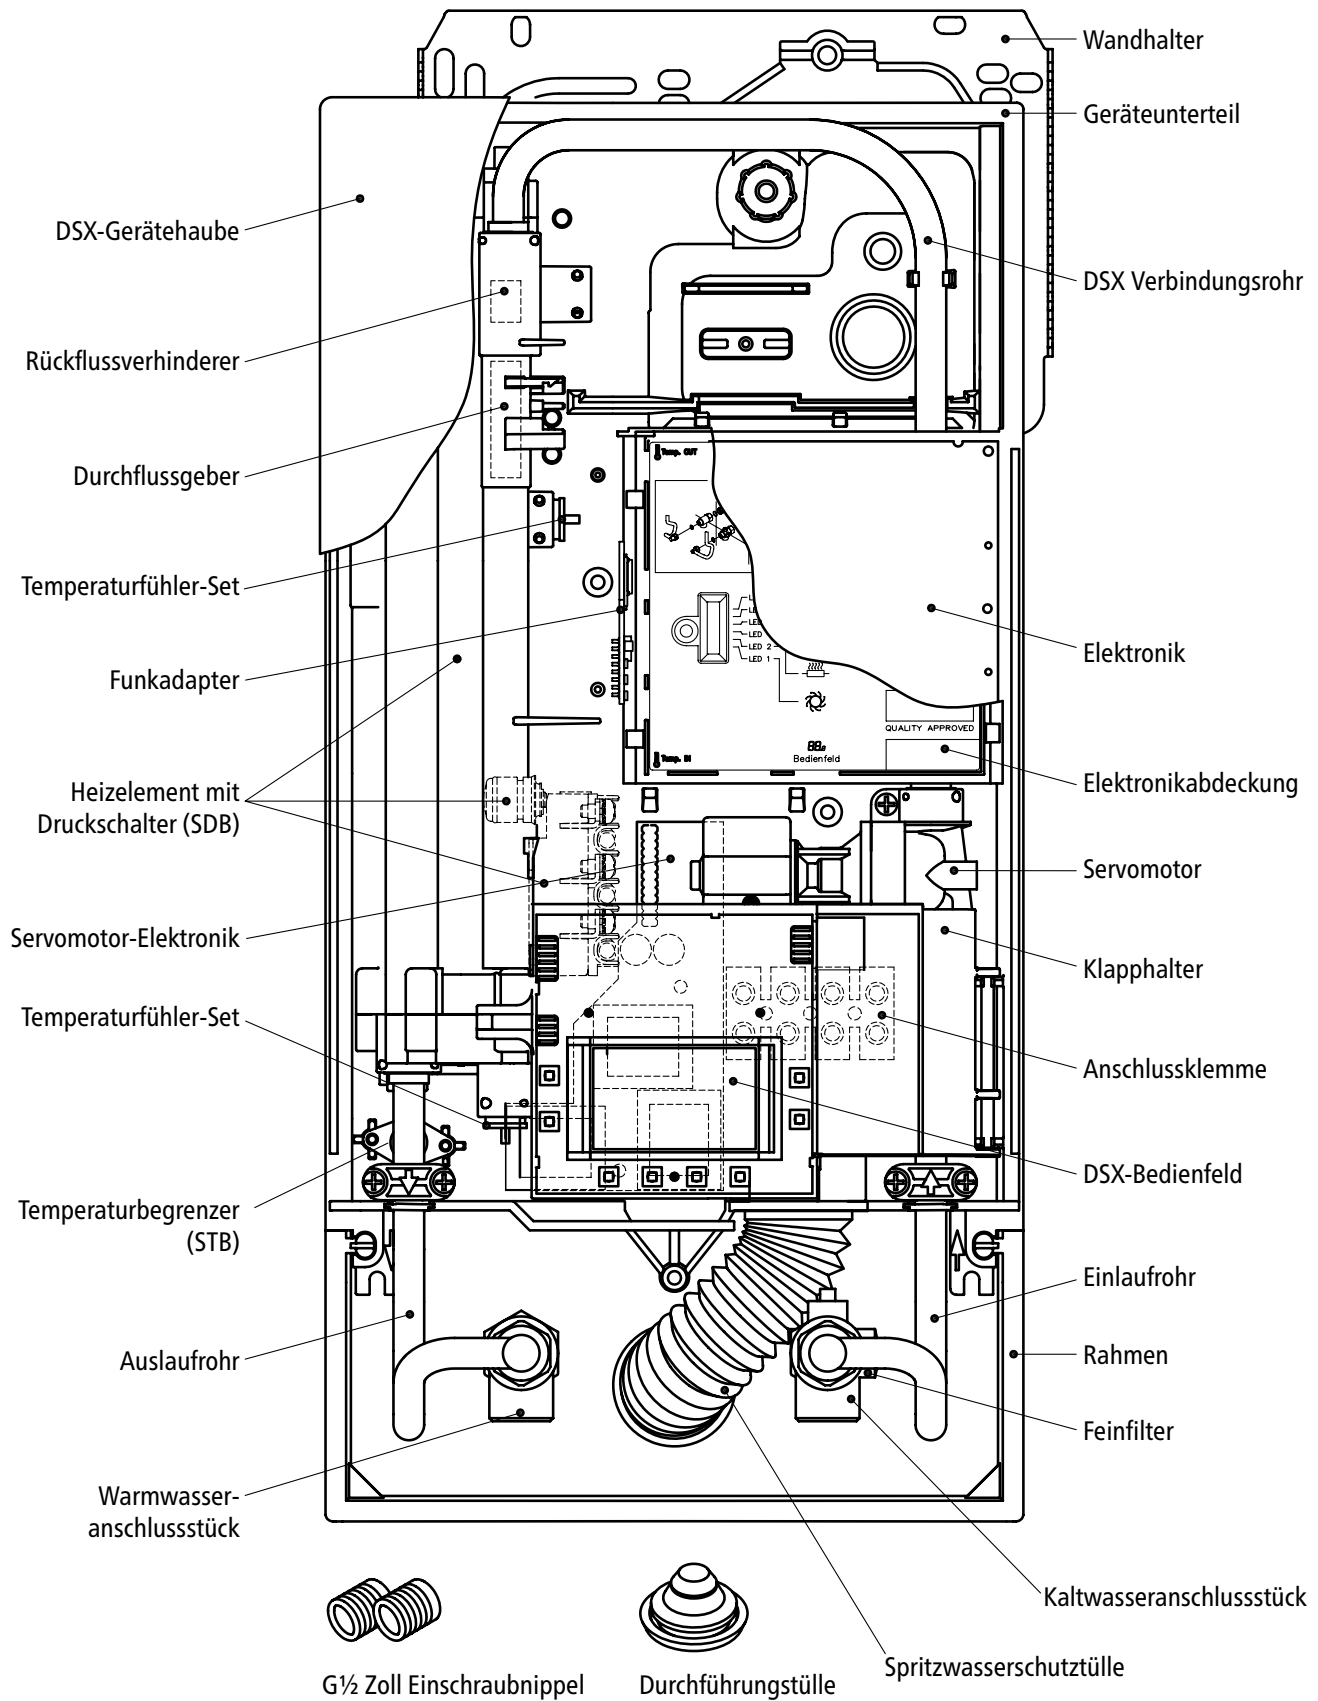 Wandhalter
Geräteunterteil
DSX-Gerätehaube
DSX Verbindungsrohr
Rückflussverhinderer
Durchflussgeber
Temp. OUT
Temperaturfühler-Set
Elektronik
LED
LED 2
LED 1
Funkadapter
QUALITY APPROVED
Temp. IN
Bedienfeld
Elektronikabdeckung
Heizelement mit
Druckschalter (SDB)
Servomotor
Servomotor-Elektronik
Klapphalter
Temperaturfühler-Set
Anschlussklemme
DSX-Bedienfeld
Temperaturbegrenzer
(STB)
Einlaufrohr
Auslaufrohr
Rahmen
Feinfilter
Warmwasser-
anschlussstück
Kaltwasseranschlussstück
Spritzwasserschutztülle
G½ Zoll Einschraubnippel
Durchführungstülle